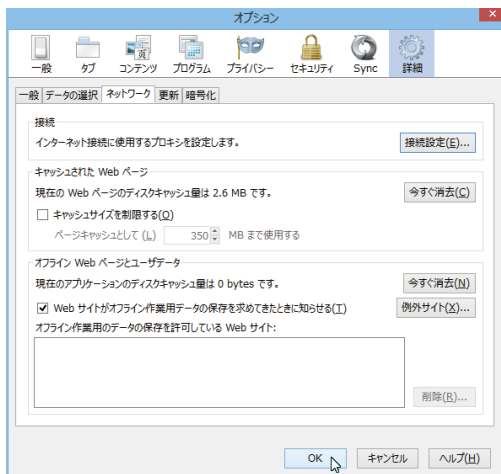 オプション
一般 タブ コンテンツ プログラム プライバシー セキュリティ Sync 詳細
一般 データの選択 ネットワーク 更新 暗号化
接続
インターネット接続に使用するプロキシを設定します。 接続設定(E)...
キャッシュされた Web ページ
現在の Web ページのディスクキャッシュ量は 2.6 MB です。 今すぐ消去(C)
キャッシュサイズを制限する(O)
ページキャッシュとして (L) 350 MB まで使用する
オフライン Web ページとユーザデータ
現在のアプリケーションのディスクキャッシュ量は 0 bytes です。 今すぐ消去(N)
Web サイトがオフライン作業用データの保存を求めてきたときに知らせる(T) 例外サイト(X)...
オフライン作業用のデータの保存を許可している Web サイト:
削除(R)...
OK キャンセル ヘルプ(H)